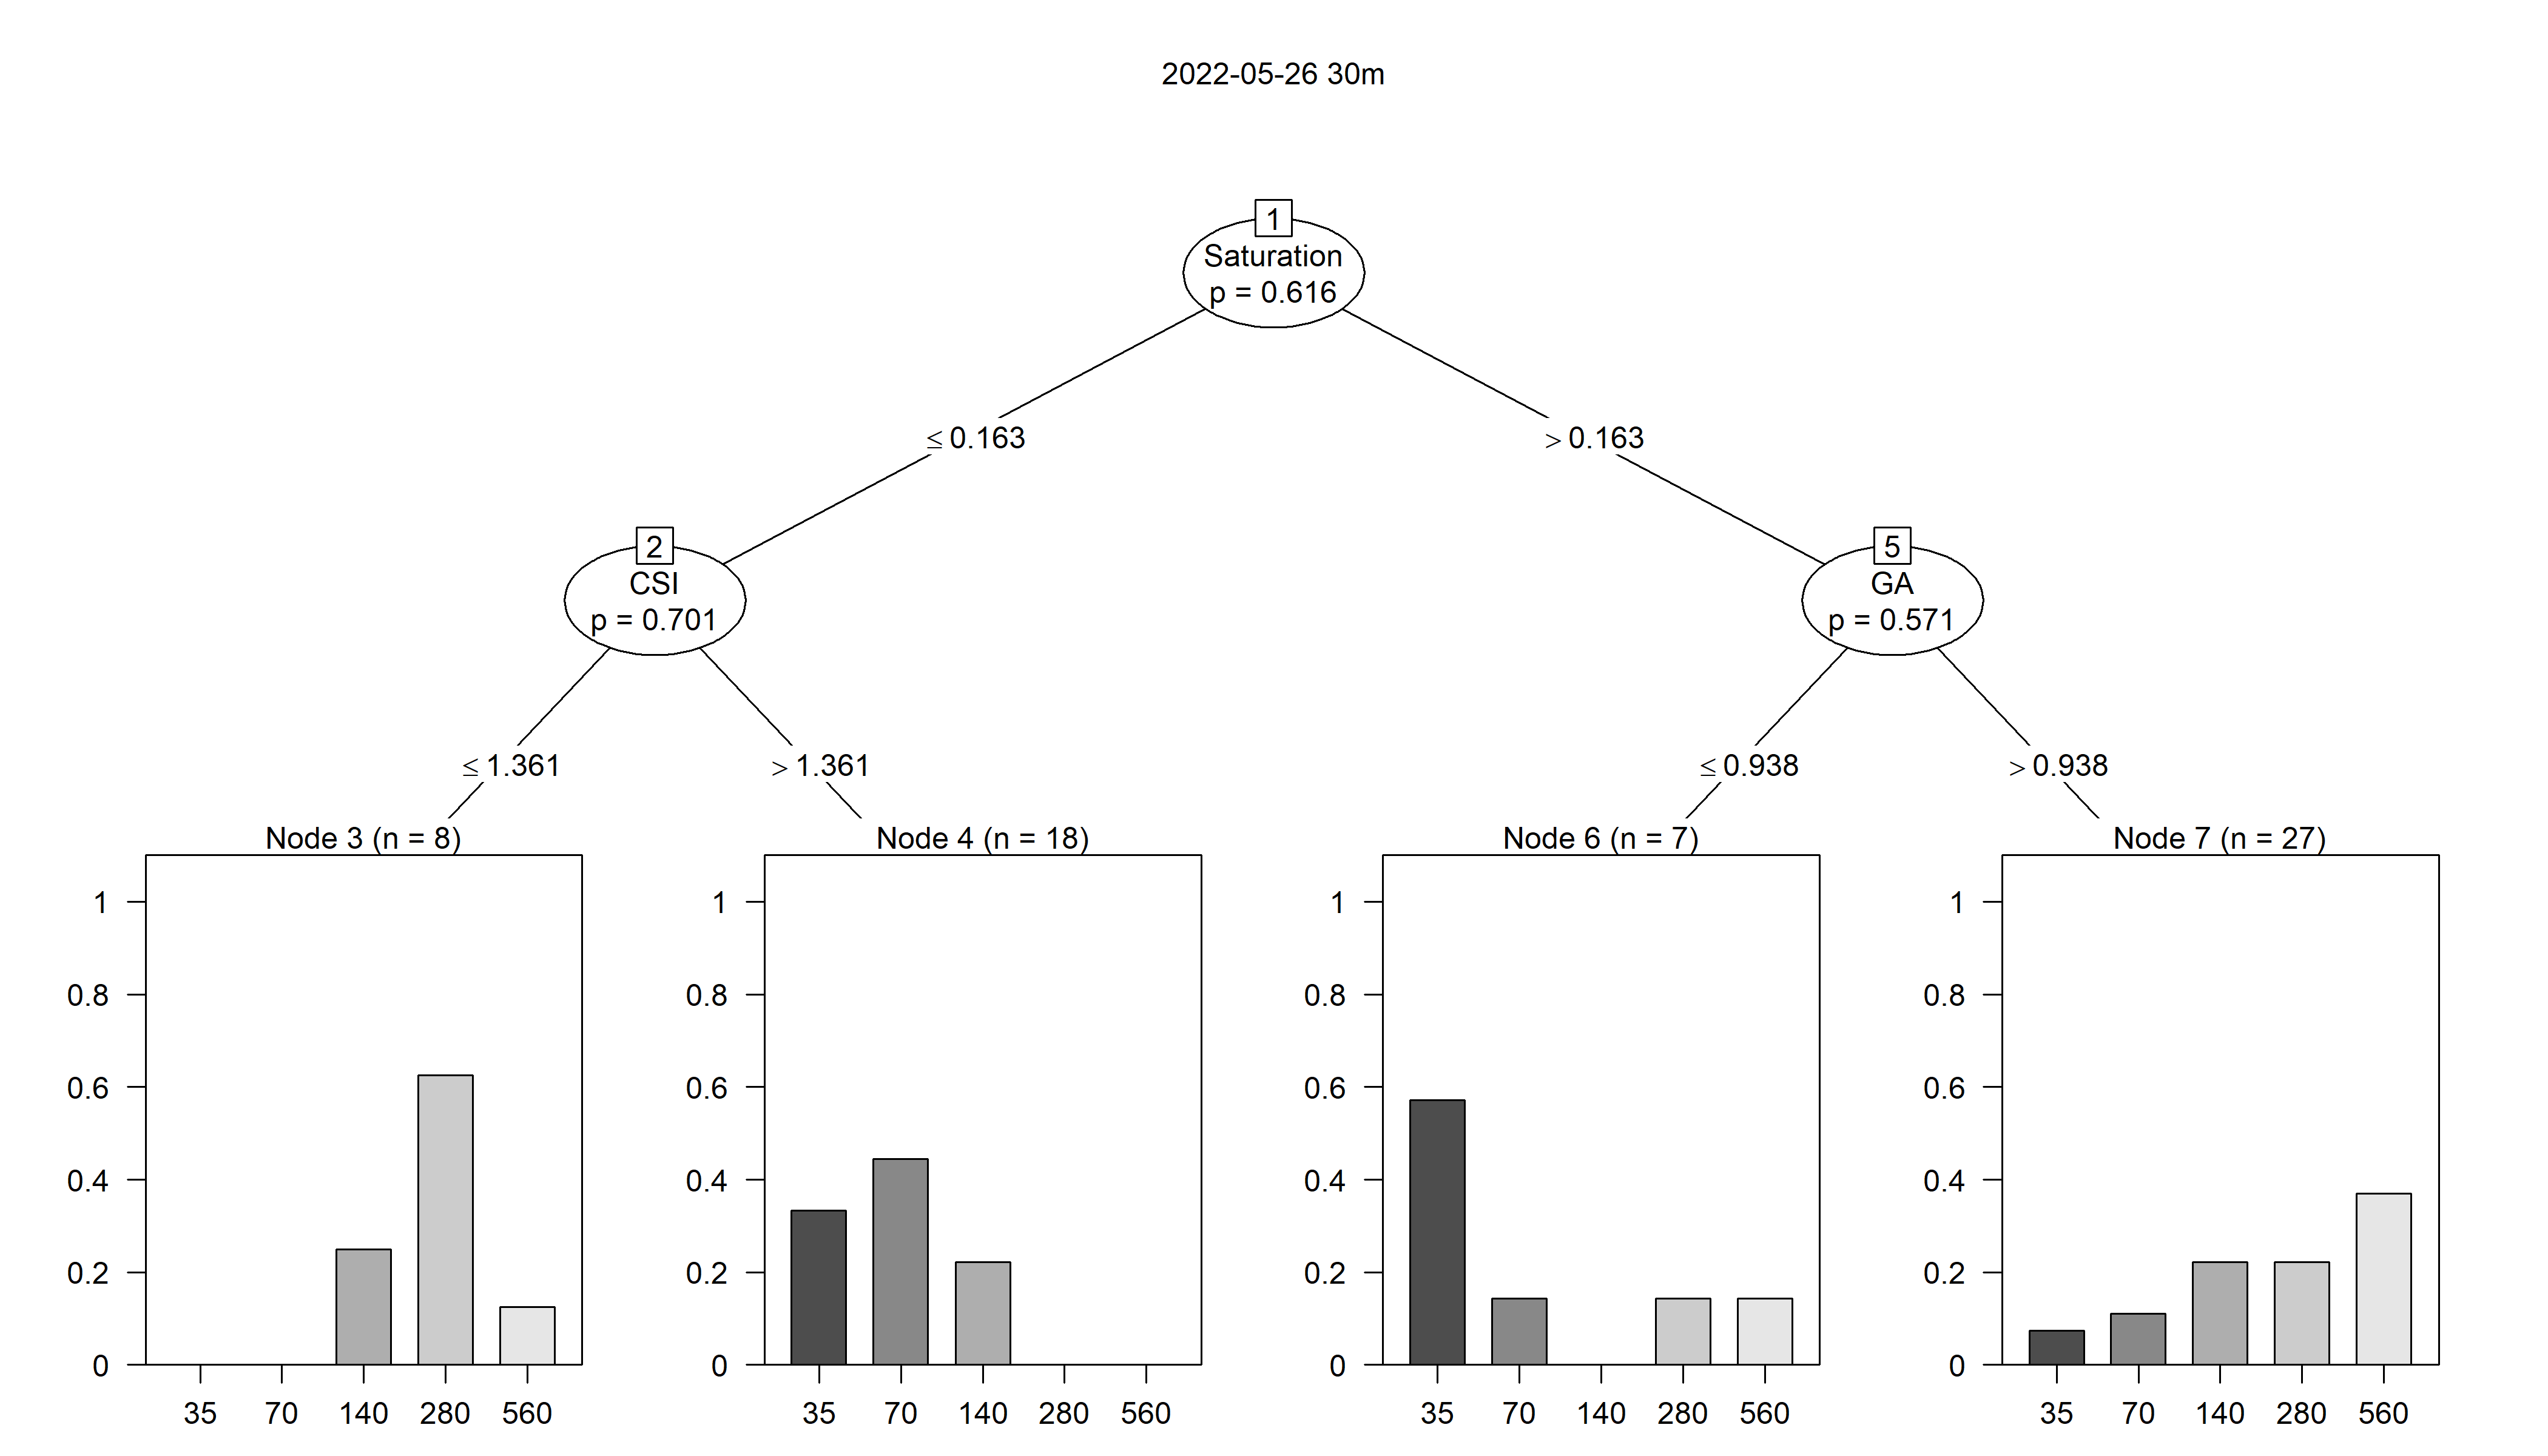 2022-05-26 30m
1
Saturation
p = 0.616
≤ 0.163
> 0.163
2
CSI
p = 0.701
5
GA
p = 0.571
≤ 1.361
> 1.361
≤ 0.938
> 0.938
Node 3 (n = 8)
1
0.8
0.6
0.4
0.2
0
35 70 140 280 560
Node 4 (n = 18)
1
0.8
0.6
0.4
0.2
0
35 70 140 280 560
Node 6 (n = 7)
1
0.8
0.6
0.4
0.2
0
35 70 140 280 560
Node 7 (n = 27)
1
0.8
0.6
0.4
0.2
0
35 70 140 280 560